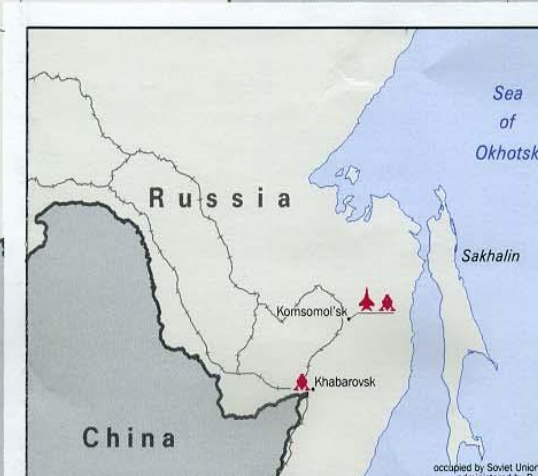 Sea
of
Okhotsk
Russia
Sakhalin
Komsomol'sk
Khabarovsk
China
occupied by Soviet Union